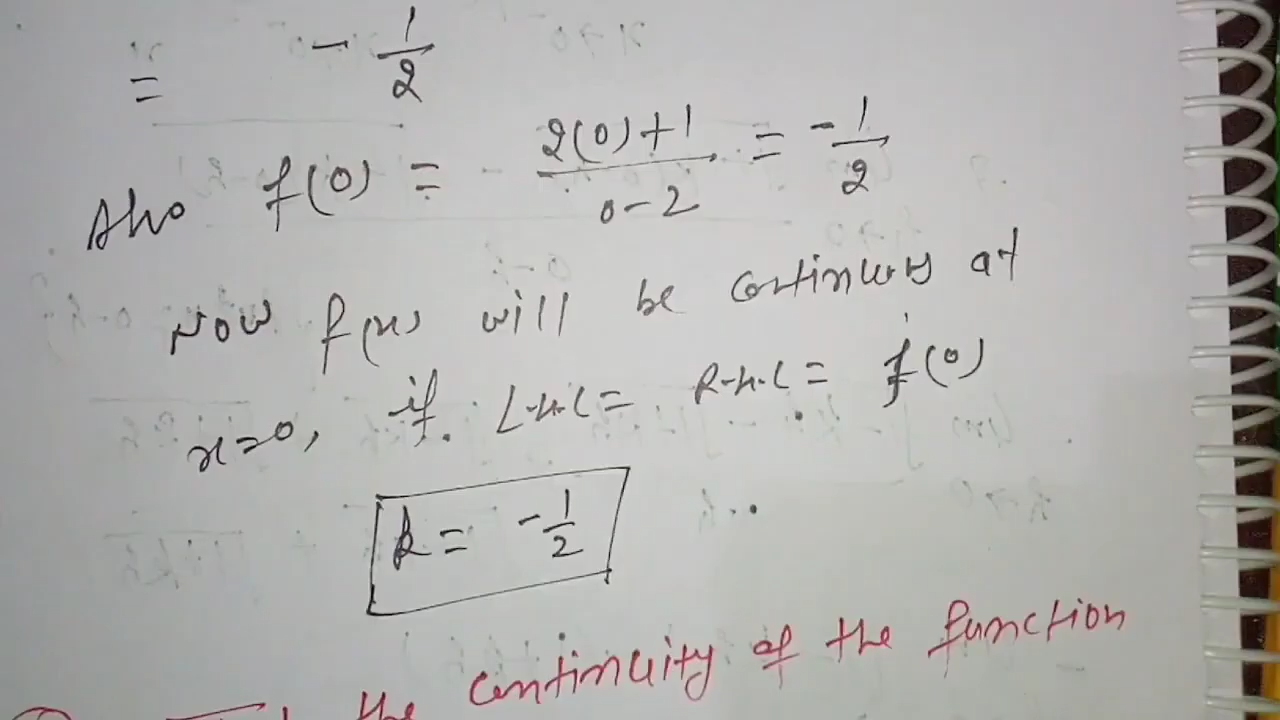 = - 1/2
Also f(0) = 2(0)+1/0-2 = -1/2
Now f(x) will be continuous at
x=0, if. L.H.L = R.H.L = f(0)
k = -1/2
the continuity of the function